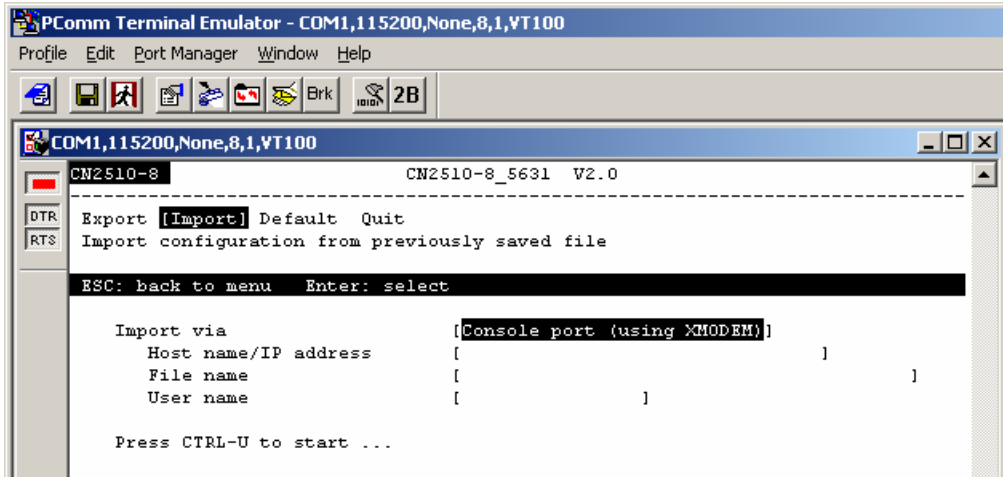 PComm Terminal Emulator - COM1,115200,None,8,1,VT100
Profile Edit Port Manager Window Help
Brk 2B
COM1,115200,None,8,1,VT100
CN2510-8 CN2510-8_5631 V2.0
DTR
RTS
Export [Import] Default Quit
Import configuration from previously saved file
ESC: back to menu Enter: select
Import via [Console port (using XMODEM)]
Host name/IP address [ ]
File name [ ]
User name [ ]
Press CTRL-U to start ...